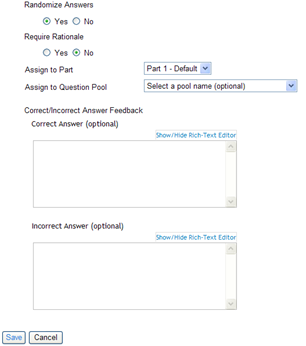 Randomize Answers
Yes No
Require Rationale
Yes No
Assign to Part Part 1 - Default
Assign to Question Pool Select a pool name (optional)
Correct/Incorrect Answer Feedback
Correct Answer (optional)
Show/Hide Rich-Text Editor
Incorrect Answer (optional)
Show/Hide Rich-Text Editor
Save Cancel